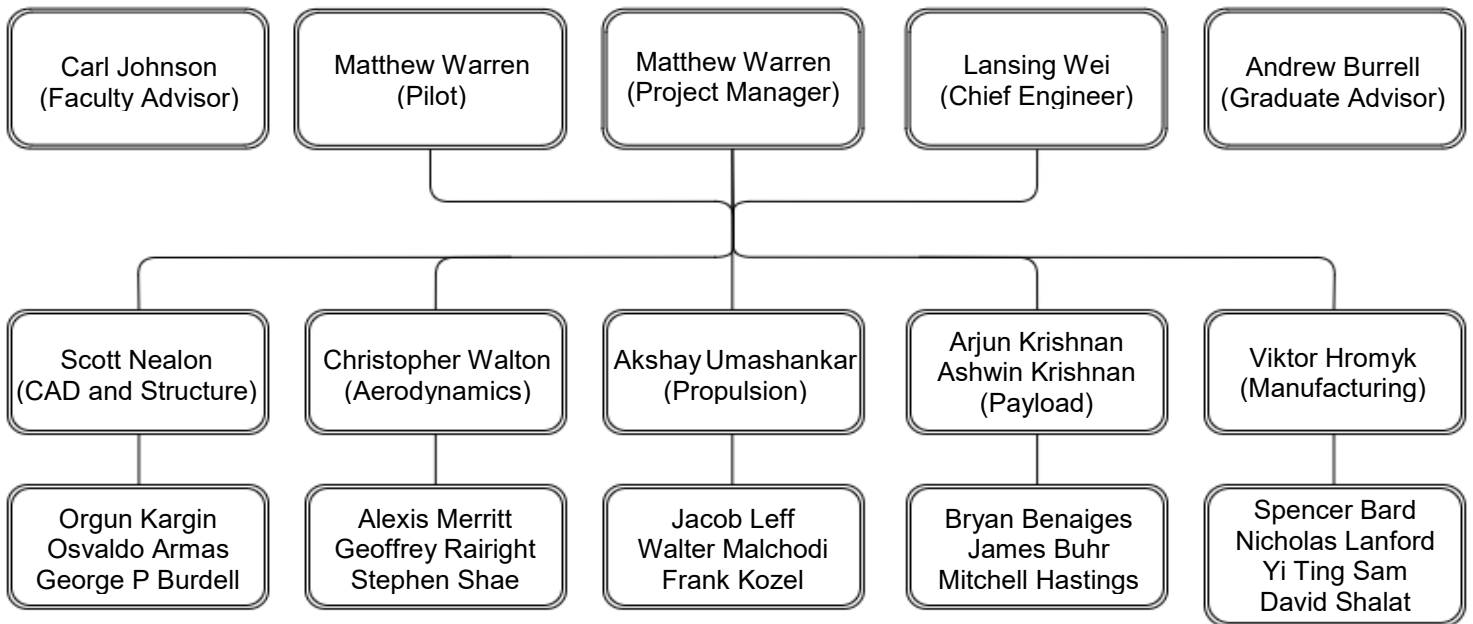 Carl Johnson
(Faculty Advisor)
Matthew Warren
(Pilot)
Matthew Warren
(Project Manager)
Lansing Wei
(Chief Engineer)
Andrew Burrell
(Graduate Advisor)
Scott Nealon
(CAD and Structure)
Christopher Walton
(Aerodynamics)
Akshay Umashankar
(Propulsion)
Arjun Krishnan
Ashwin Krishnan
(Payload)
Viktor Hromyk
(Manufacturing)
Orgun Kargin
Osvaldo Armas
George P Burdell
Alexis Merritt
Geoffrey Rairight
Stephen Shae
Jacob Leff
Walter Malchodi
Frank Kozel
Bryan Benaiges
James Buhr
Mitchell Hastings
Spencer Bard
Nicholas Lanford
Yi Ting Sam
David Shalat